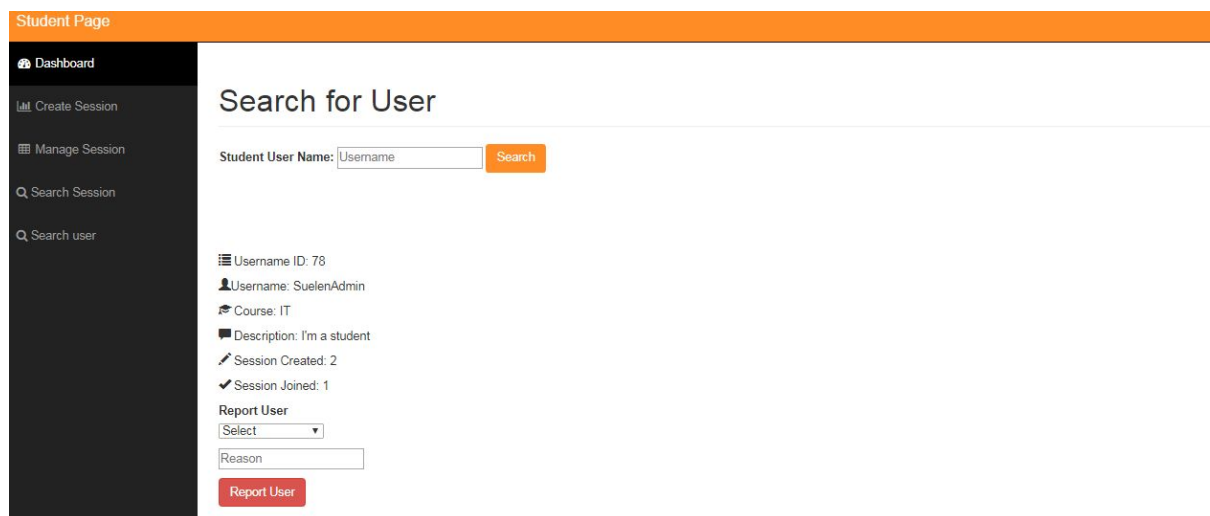 Student Page
Dashboard
Create Session
Manage Session
Search Session
Search user
Search for User
Student User Name: Username Search
Username ID: 78
Username: SuelenAdmin
Course: IT
Description: I'm a student
Session Created: 2
Session Joined: 1
Report User
Select
Reason
Report User